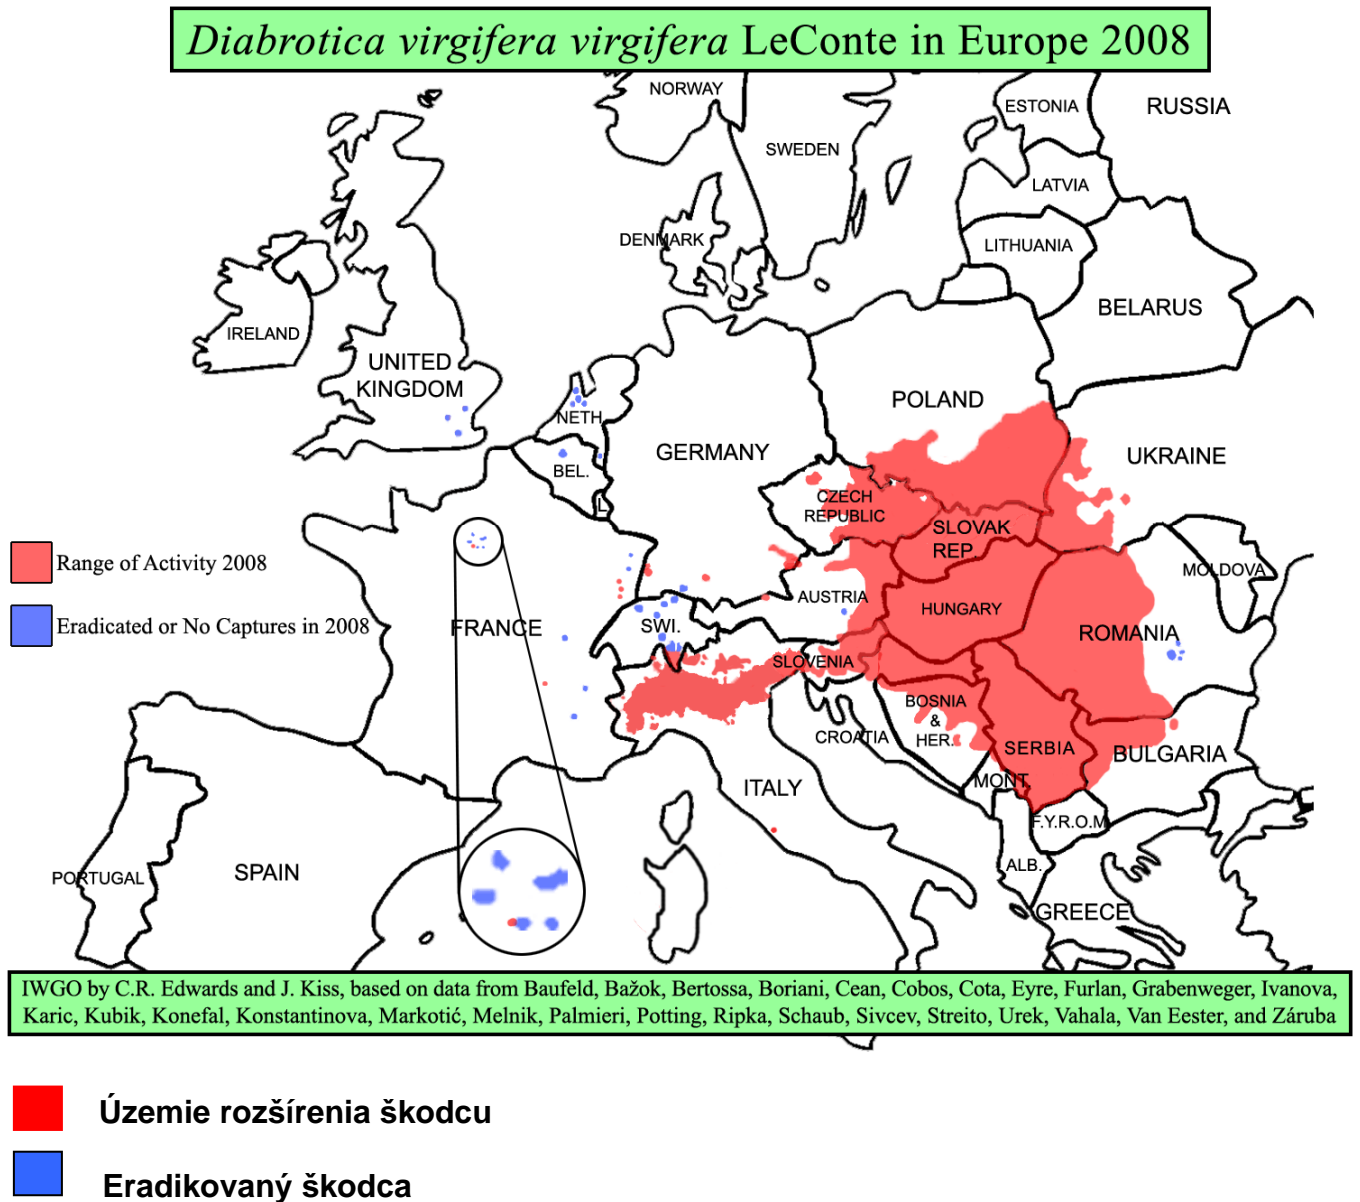 Diabrotica virgifera virgifera LeConte in Europe 2008
NORWAY
ESTONIA
RUSSIA
SWEDEN
LATVIA
DENMARK
LITHUANIA
BELARUS
IRELAND
UNITED
KINGDOM
POLAND
NETH
GERMANY
UKRAINE
BEL.
L
CZECH
REPUBLIC
SLOVAK
REP.
Range of Activity 2008
MOLDOVA
AUSTRIA
HUNGARY
Eradicated or No Captures in 2008
FRANCE
SWI.
ROMANIA
SLOVENIA
BOSNIA
&
HER.
CROATIA
SERBIA
BULGARIA
MONT
ITALY
F.Y.R.O.M
ALB.
PORTUGAL
SPAIN
GREECE
IWGO by C.R. Edwards and J. Kiss, based on data from Baufeld, Bažok, Bertossa, Boriani, Cean, Cobos, Cota, Eyre, Furlan, Grabenweger, Ivanova,
Karic, Kubik, Konefal, Konstantinova, Markotić, Melnik, Palmieri, Potting, Ripka, Schaub, Sivcev, Streito, Urek, Vahala, Van Eester, and Záruba
Územie rozšírenia škodcu
Eradikovaný škodca